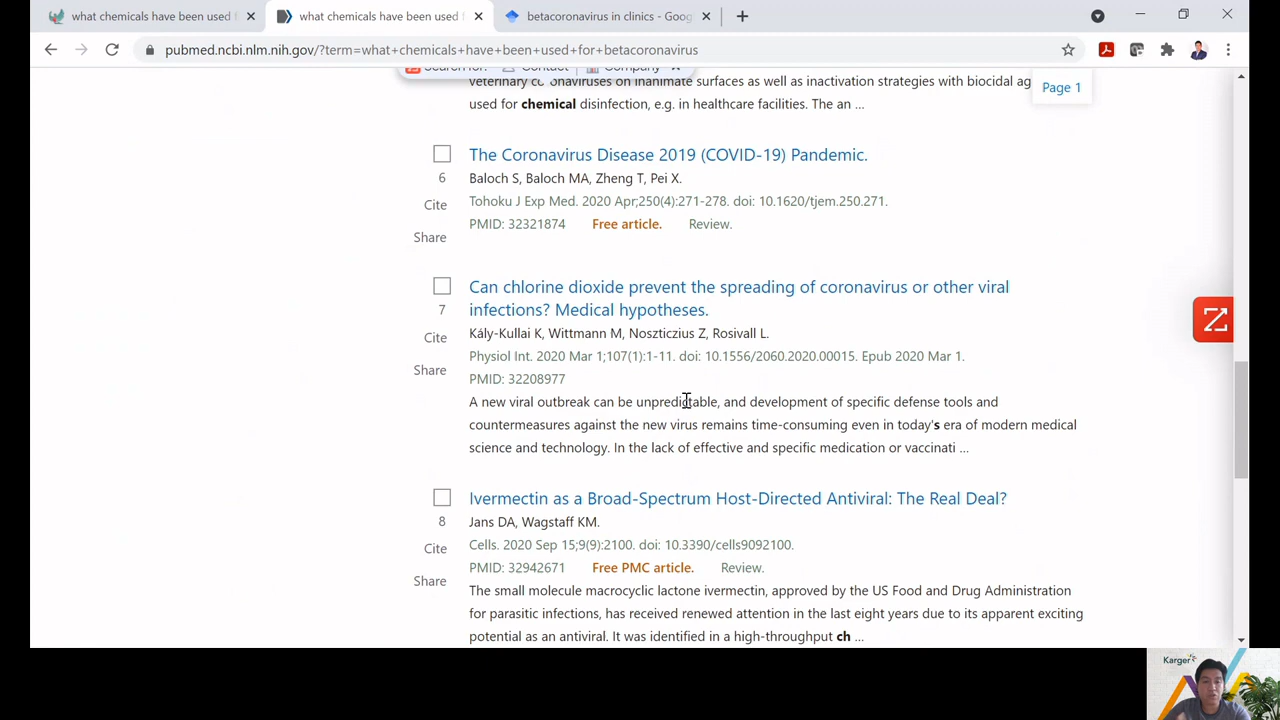 what chemicals have been used f
what chemicals have been used f
betacoronavirus in clinics - Goog
pubmed.ncbi.nlm.nih.gov/?term=what+chemicals+have+been+used+for+betacoronavirus
Search for: Contact Company
veterinary coronaviruses on inanimate surfaces as well as inactivation strategies with biocidal ag
used for chemical disinfection, e.g. in healthcare facilities. The an ...
Page 1
The Coronavirus Disease 2019 (COVID-19) Pandemic.
6
Baloch S, Baloch MA, Zheng T, Pei X.
Cite
Tohoku J Exp Med. 2020 Apr;250(4):271-278. doi: 10.1620/tjem.250.271.
PMID: 32321874 Free article. Review.
Share
Can chlorine dioxide prevent the spreading of coronavirus or other viral
7
infections? Medical hypotheses.
Cite
Kály-Kullai K, Wittmann M, Noszticzius Z, Rosivall L.
Physiol Int. 2020 Mar 1;107(1):1-11. doi: 10.1556/2060.2020.00015. Epub 2020 Mar 1.
Share
PMID: 32208977
A new viral outbreak can be unpredictable, and development of specific defense tools and
countermeasures against the new virus remains time-consuming even in today's era of modern medical
science and technology. In the lack of effective and specific medication or vaccinati ...
Ivermectin as a Broad-Spectrum Host-Directed Antiviral: The Real Deal?
8
Jans DA, Wagstaff KM.
Cite
Cells. 2020 Sep 15;9(9):2100. doi: 10.3390/cells9092100.
PMID: 32942671 Free PMC article. Review.
Share
The small molecule macrocyclic lactone ivermectin, approved by the US Food and Drug Administration
for parasitic infections, has received renewed attention in the last eight years due to its apparent exciting
potential as an antiviral. It was identified in a high-throughput ch ...
Karger